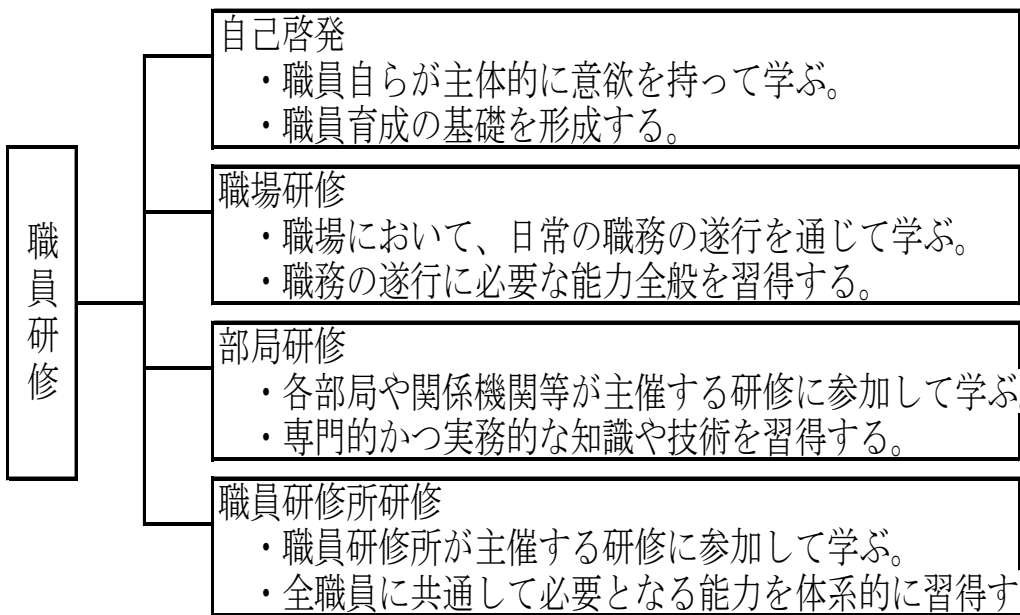 職員研修
自己啓発
・職員自らが主体的に意欲を持って学ぶ。
・職員育成の基礎を形成する。
職場研修
・職場において、日常の職務の遂行を通じて学ぶ。
・職務の遂行に必要な能力全般を習得する。
部局研修
・各部局や関係機関等が主催する研修に参加して学ぶ。
・専門的かつ実務的な知識や技術を習得する。
職員研修所研修
・職員研修所が主催する研修に参加して学ぶ。
・全職員に共通して必要となる能力を体系的に習得す